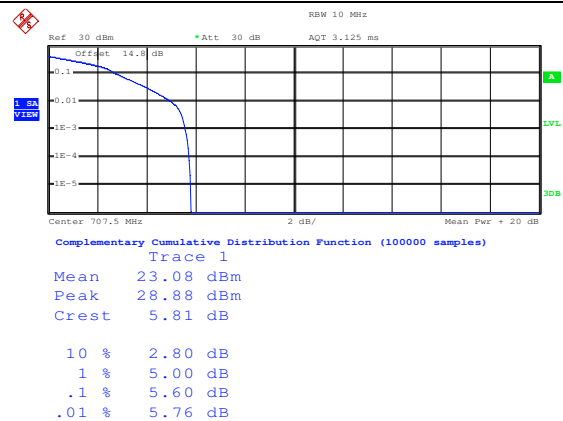 R S
RBW 10 MHz
Ref 30 dBm *Att 30 dB AQT 3.125 ms
Offset 14.8 dB
0.1
A
0.01
1 SA
VIEW
1E-3
LVL
1E-4
1E-5
3DB
Center 707.5 MHz 2 dB/ Mean Pwr + 20 dB
Complementary Cumulative Distribution Function (100000 samples)
Trace 1
Mean 23.08 dBm
Peak 28.88 dBm
Crest 5.81 dB
10 % 2.80 dB
1 % 5.00 dB
.1 % 5.60 dB
.01 % 5.76 dB